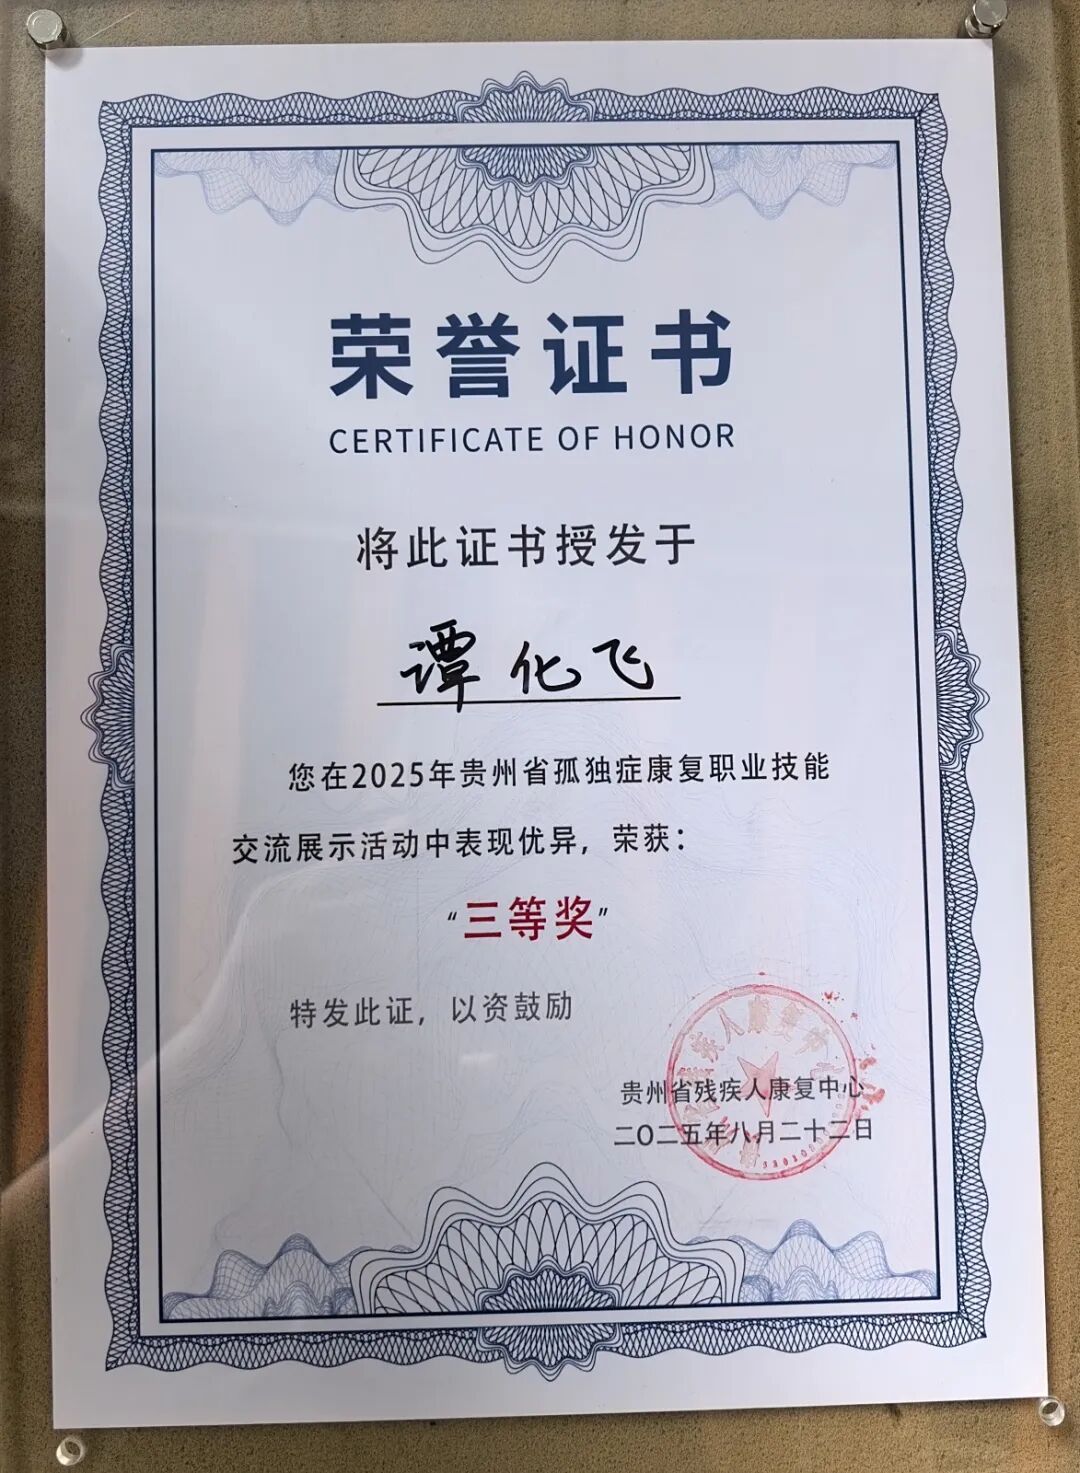 荣誉证书
CERTIFICATE OF HONOR
将此证书授发于
谭化飞
您在2025年贵州省孤独症康复职业技能
交流展示活动中表现优异，荣获：
“三等奖”
特发此证，以资鼓励
贵州省残疾人康复中心
二〇二五年八月二十二日